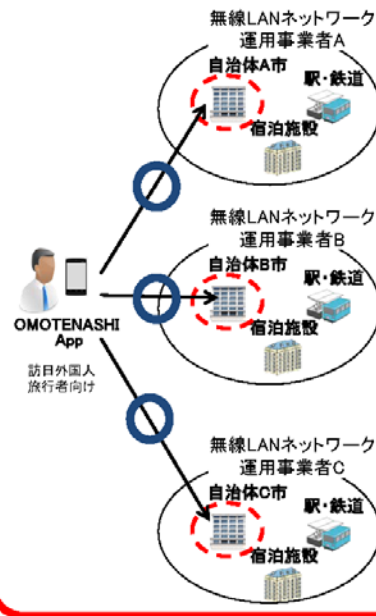 無線LANネットワーク
運用事業者A
自治体A市
駅・鉄道
宿泊施設
無線LANネットワーク
運用事業者B
自治体B市
駅・鉄道
宿泊施設
OMOTENASHI
App
訪日外国人
旅行者向け
無線LANネットワーク
運用事業者C
自治体C市
駅・鉄道
宿泊施設